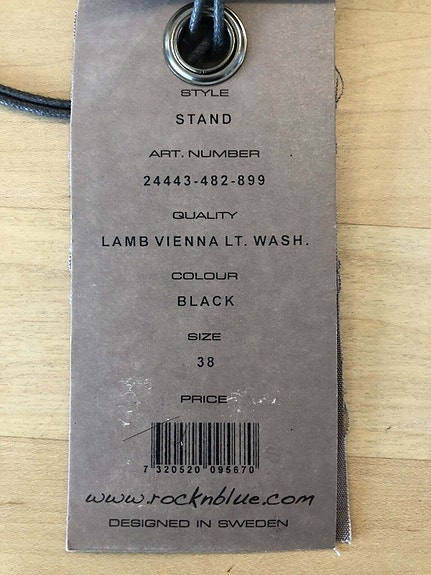 STYLE
STAND
ART. NUMBER
24443-482-899
QUALITY
LAMB VIENNA LT. WASH.
COLOUR
BLACK
SIZE
38
PRICE
7 320520 095670
www.rocknblue.com
DESIGNED IN SWEDEN